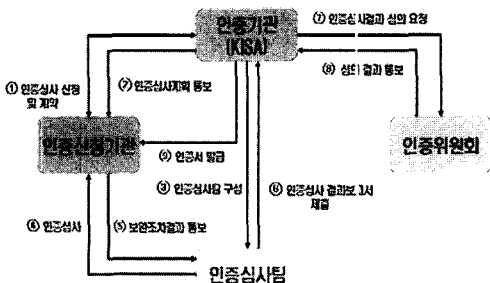 인증기관
(KISA)
⑦ 인증심사결과 심의 요청
⑧ 심의 결과 통보
① 인증심사 신청
및 계약
② 인증심사계획 통보
인증신청기관
⑨ 인증서 발급
인증위원회
③ 인증심사팀 구성
⑥ 인증심사 결과보고서
제출
④ 인증심사
⑤ 보완조치결과 통보
인증심사팀